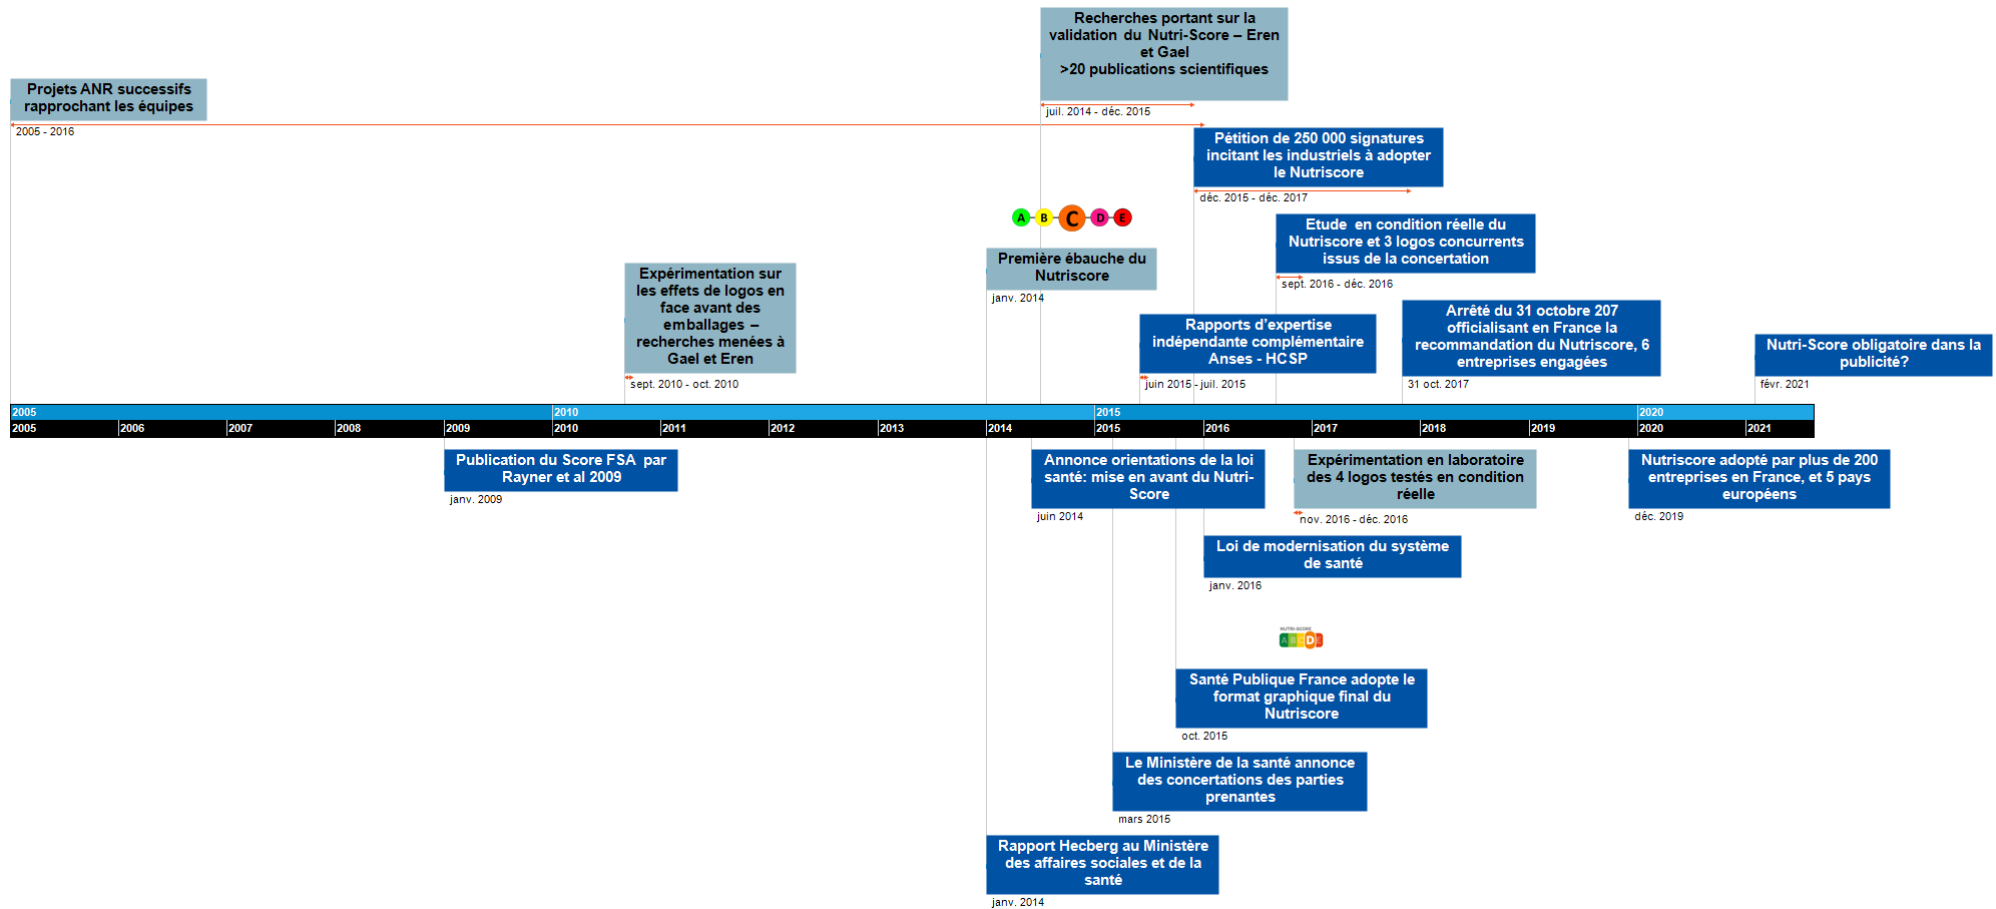 Recherches portant sur la
validation du Nutri-Score – Eren
et Gael
>20 publications scientifiques
juil. 2014 - déc. 2015
Projets ANR successifs
rapprochant les équipes
2005 - 2016
Pétition de 250 000 signatures
incitant les industriels à adopter
le Nutriscore
déc. 2015 - déc. 2017
A B C D E
Etude en condition réelle du
Nutriscore et 3 logos concurrents
issus de la concertation
sept. 2016 - déc. 2016
Première ébauche du
Nutriscore
janv. 2014
Expérimentation sur
les effets de logos en
face avant des
emballages –
recherches menées à
Gael et Eren
sept. 2010 - oct. 2010
Rapports d'expertise
indépendante complémentaire
Anses - HCSP
juin 2015 - juil. 2015
Arrêté du 31 octobre 207
officialisant en France la
recommandation du Nutriscore, 6
entreprises engagées
31 oct. 2017
Nutri-Score obligatoire dans la
publicité?
févr. 2021
2005 2010 2015 2020
2005 2006 2007 2008 2009 2010 2011 2012 2013 2014 2015 2016 2017 2018 2019 2020 2021
Publication du Score FSA par
Rayner et al 2009
janv. 2009
Annonce orientations de la loi
santé: mise en avant du Nutri-
Score
juin 2014
Expérimentation en laboratoire
des 4 logos testés en condition
réelle
nov. 2016 - déc. 2016
Nutriscore adopté par plus de 200
entreprises en France, et 5 pays
européens
déc. 2019
Loi de modernisation du système
de santé
janv. 2016
NUTRI-SCORE
A B C D E
Santé Publique France adopte le
format graphique final du
Nutriscore
oct. 2015
Le Ministère de la santé annonce
des concertations des parties
prenantes
mars 2015
Rapport Hecberg au Ministère
des affaires sociales et de la
santé
janv. 2014